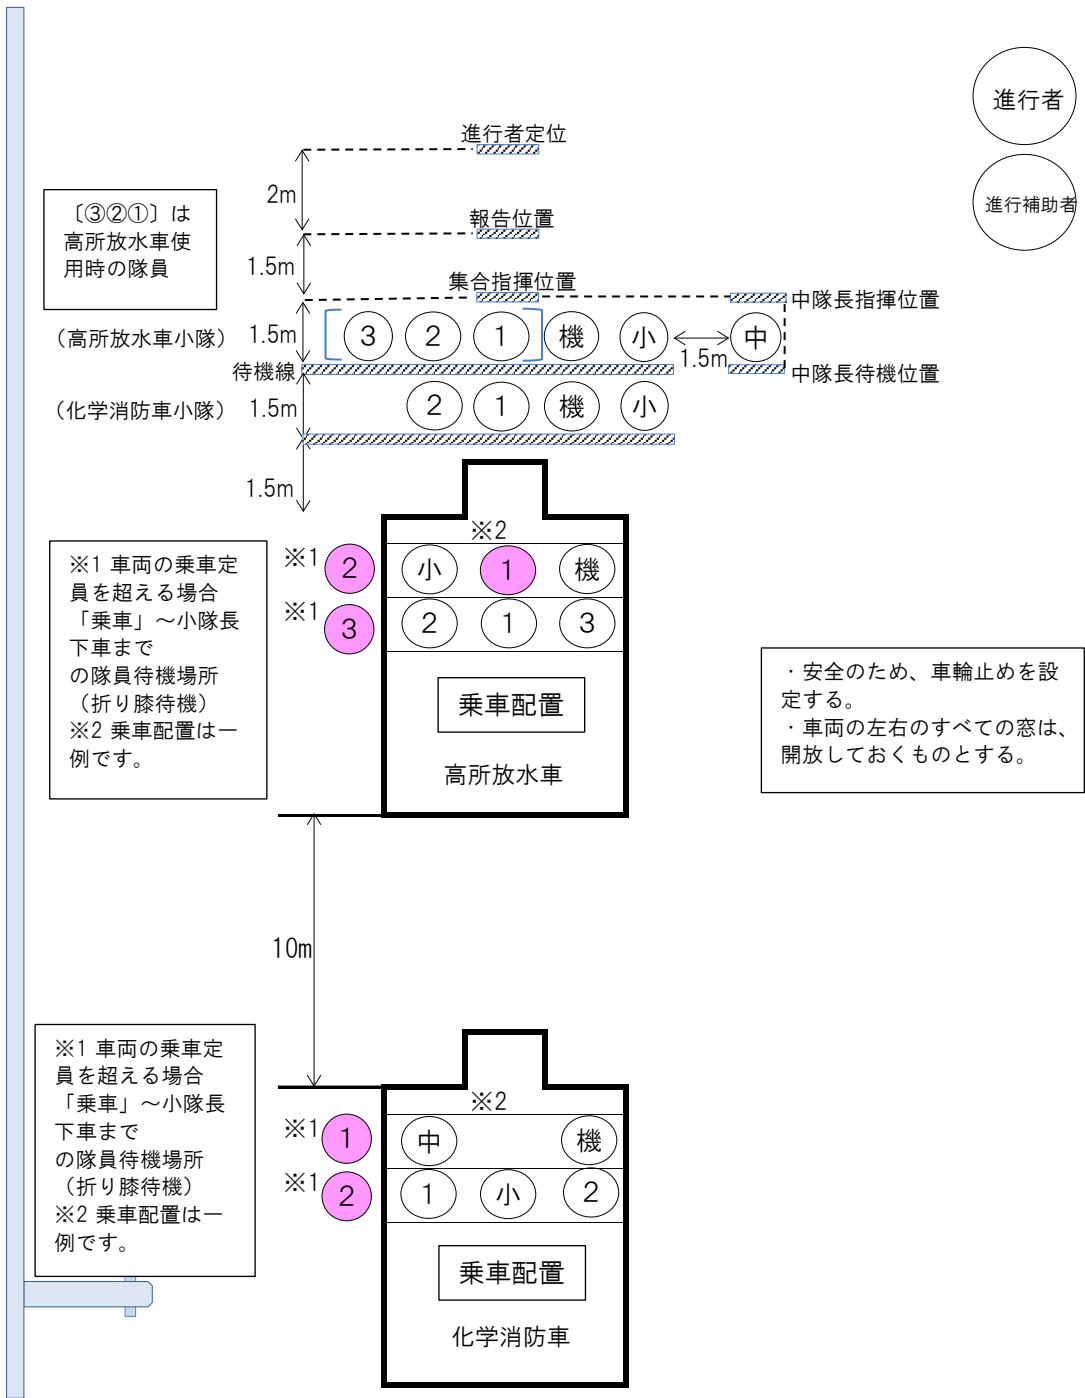 進行者
進行者定位
進行補助者
2m
〔③②①〕は
高所放水車使
用時の隊員
報告位置
1.5m
集合指揮位置
中隊長指揮位置
(高所放水車小隊)
1.5m
3
2
1
機
小
1.5m
中
待機線
中隊長待機位置
(化学消防車小隊)
1.5m
2
1
機
小
1.5m
※2
※1
2
小
1
機
※1
3
2
1
3
※1 車両の乗車定
員を超える場合
「乗車」～小隊長
下車まで
の隊員待機場所
(折り膝待機)
※2 乗車配置は一
例です。
乗車配置
高所放水車
・安全のため、車輪止めを設
定する。
・車両の左右のすべての窓は、
開放しておくものとする。
10m
※1 車両の乗車定
員を超える場合
「乗車」～小隊長
下車まで
の隊員待機場所
(折り膝待機)
※2 乗車配置は一
例です。
※2
※1
1
中
機
※1
2
1
小
2
乗車配置
化学消防車